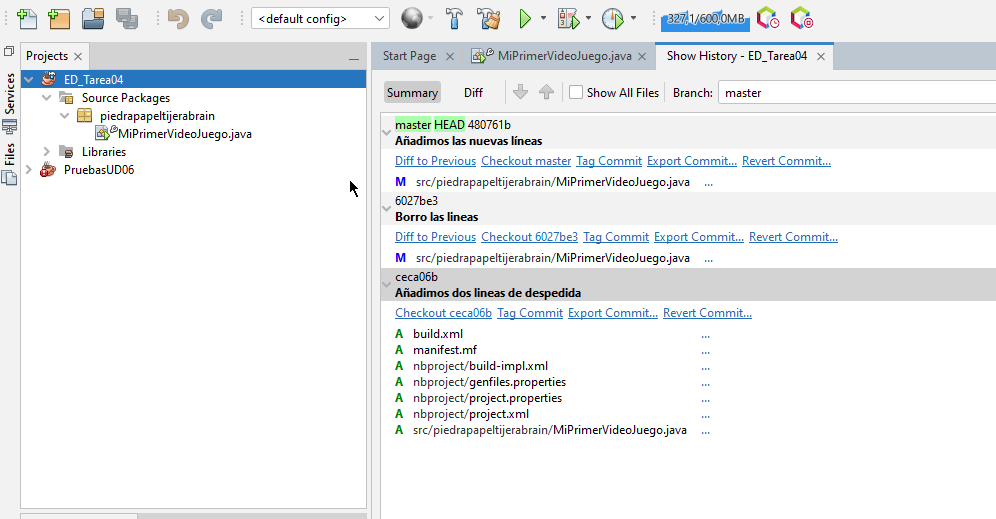 <default config>
327,1/600,0MB
Projects
Services
Files
ED_Tarea04
Source Packages
piedrapapeltijerabrain
MiPrimerVideoJuego.java
Libraries
PruebasUD06
Start Page
MiPrimerVideoJuego.java
Show History - ED_Tarea04
Summary
Diff
Show All Files
Branch:
master
master HEAD 480761b
Añadimos las nuevas líneas
Diff to Previous Checkout master Tag Commit Export Commit... Revert Commit...
M src/piedrapapeltijerabrain/MiPrimerVideoJuego.java ...
6027be3
Borro las lineas
Diff to Previous Checkout 6027be3 Tag Commit Export Commit... Revert Commit...
M src/piedrapapeltijerabrain/MiPrimerVideoJuego.java ...
ceca06b
Añadimos dos lineas de despedida
Checkout ceca06b Tag Commit Export Commit... Revert Commit...
A build.xml ...
A manifest.mf ...
A nbproject/build-impl.xml ...
A nbproject/genfiles.properties ...
A nbproject/project.properties ...
A nbproject/project.xml ...
A src/piedrapapeltijerabrain/MiPrimerVideoJuego.java ...